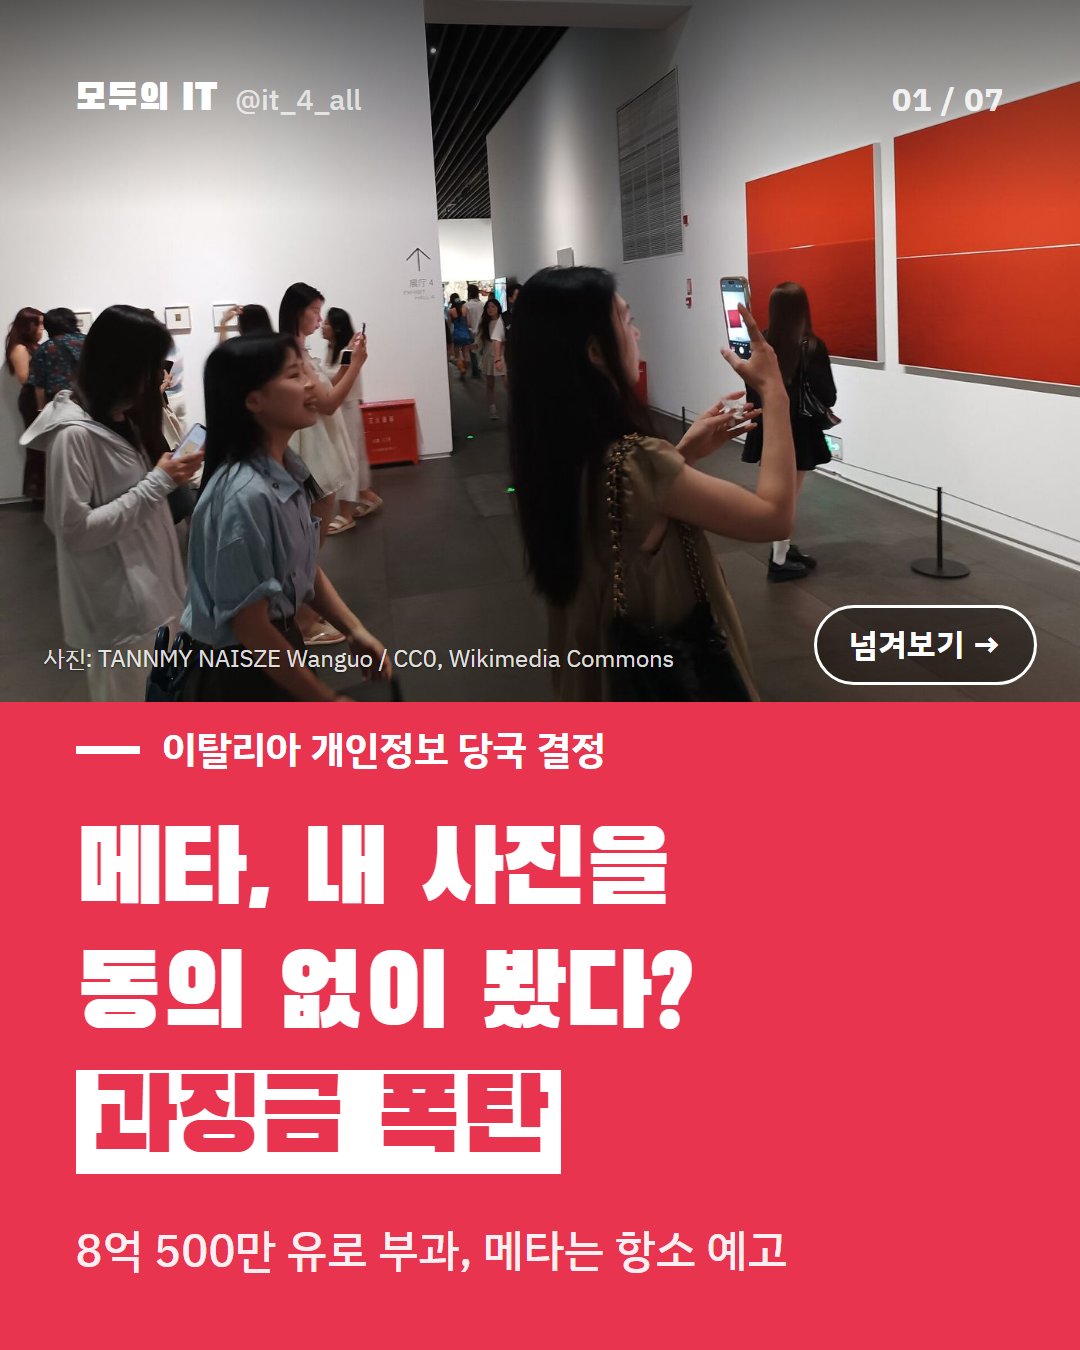 모두의 IT @it_4_all
01 / 07
展厅 4
사진: TANNMY NAISZE Wanguo / CC0, Wikimedia Commons
넘겨보기 →
이탈리아 개인정보 당국 결정
메타, 내 사진을
동의 없이 봤다?
과징금 폭탄
8억 500만 유로 부과, 메타는 항소 예고